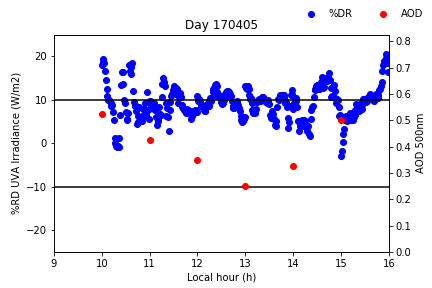 %DR AOD
Day 170405
%RD UVA Irradiance (W/m2)
20
10
0
−10
−20
0.8
0.7
0.6
0.5
0.4
0.3
0.2
0.1
0.0
AOD 500nm
9 10 11 12 13 14 15 16
Local hour (h)